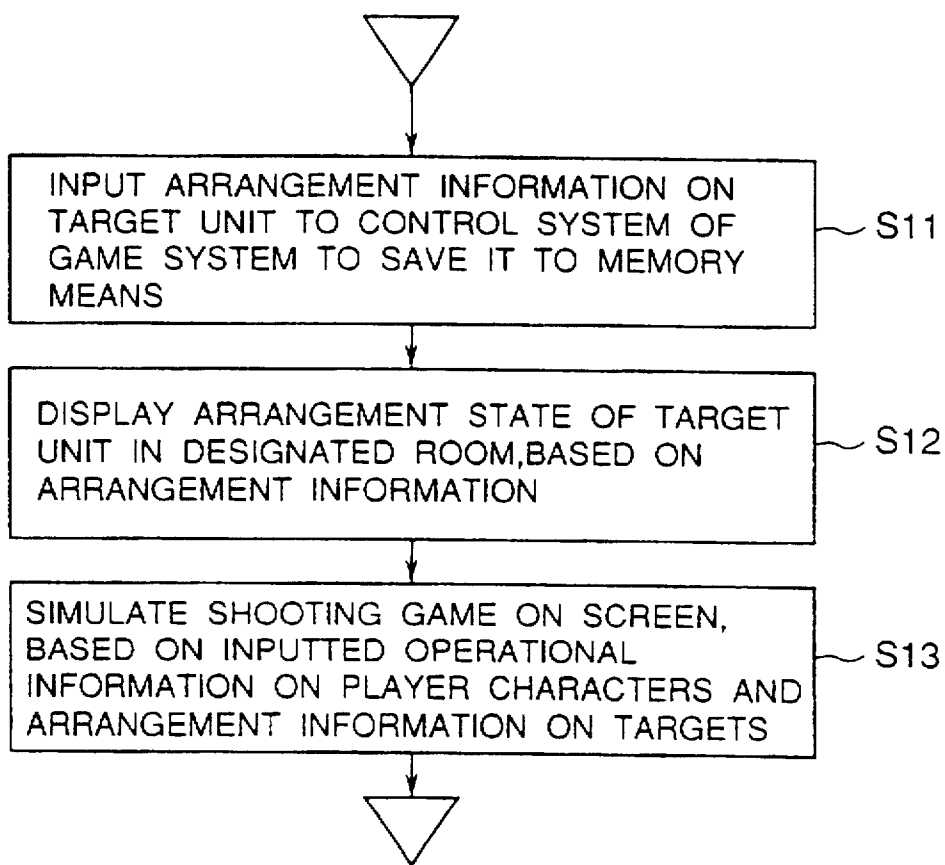 INPUT ARRANGEMENT INFORMATION ON
TARGET UNIT TO CONTROL SYSTEM OF
GAME SYSTEM TO SAVE IT TO MEMORY
MEANS
S11
DISPLAY ARRANGEMENT STATE OF TARGET
UNIT IN DESIGNATED ROOM,BASED ON
ARRANGEMENT INFORMATION
S12
SIMULATE SHOOTING GAME ON SCREEN,
BASED ON INPUTTED OPERATIONAL
INFORMATION ON PLAYER CHARACTERS AND
ARRANGEMENT INFORMATION ON TARGETS
S13